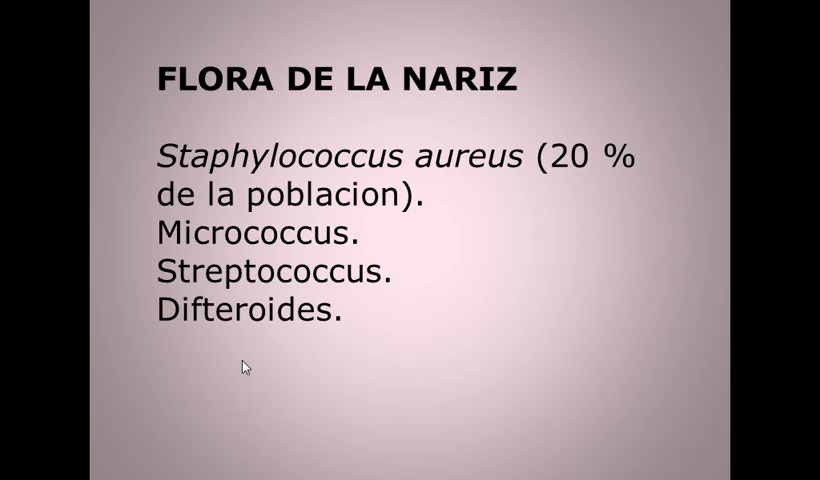 FLORA DE LA NARIZ
Staphylococcus aureus (20 %
de la poblacion).
Micrococcus.
Streptococcus.
Difteroides.